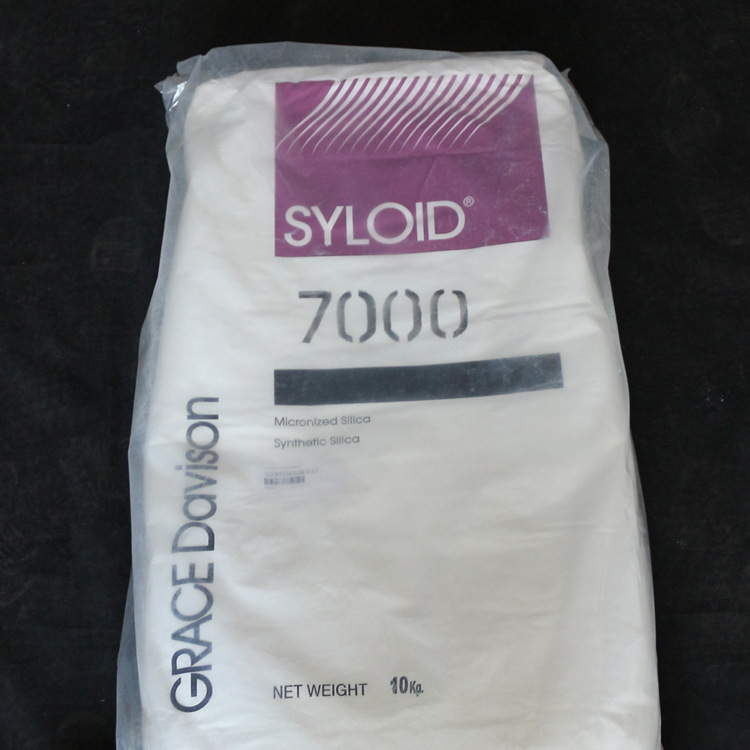 SYLOID®
7000
Micronized Silica
Synthetic Silica
GRACE Davison
NET WEIGHT 10Kg.